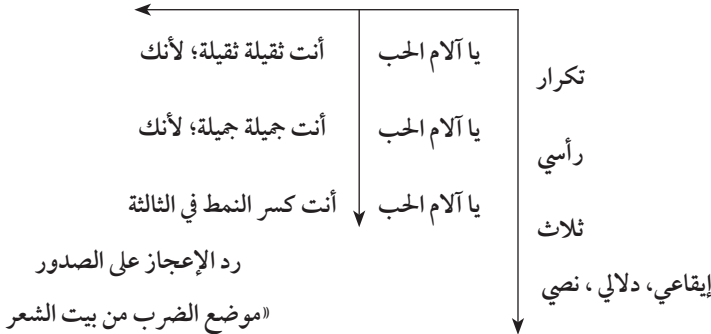 يا آلام الحب أنت ثقيلة ثقيلة؛ لأنك
تكرار
يا آلام الحب أنت جميلة جميلة؛ لأنك
رأسي
يا آلام الحب أنت كسر النمط في الثالثة
ثلاث
رد الإعجاز على الصدور
إيقاعي، دلالي ، نصي
«موضع الضرب من بيت الشعر